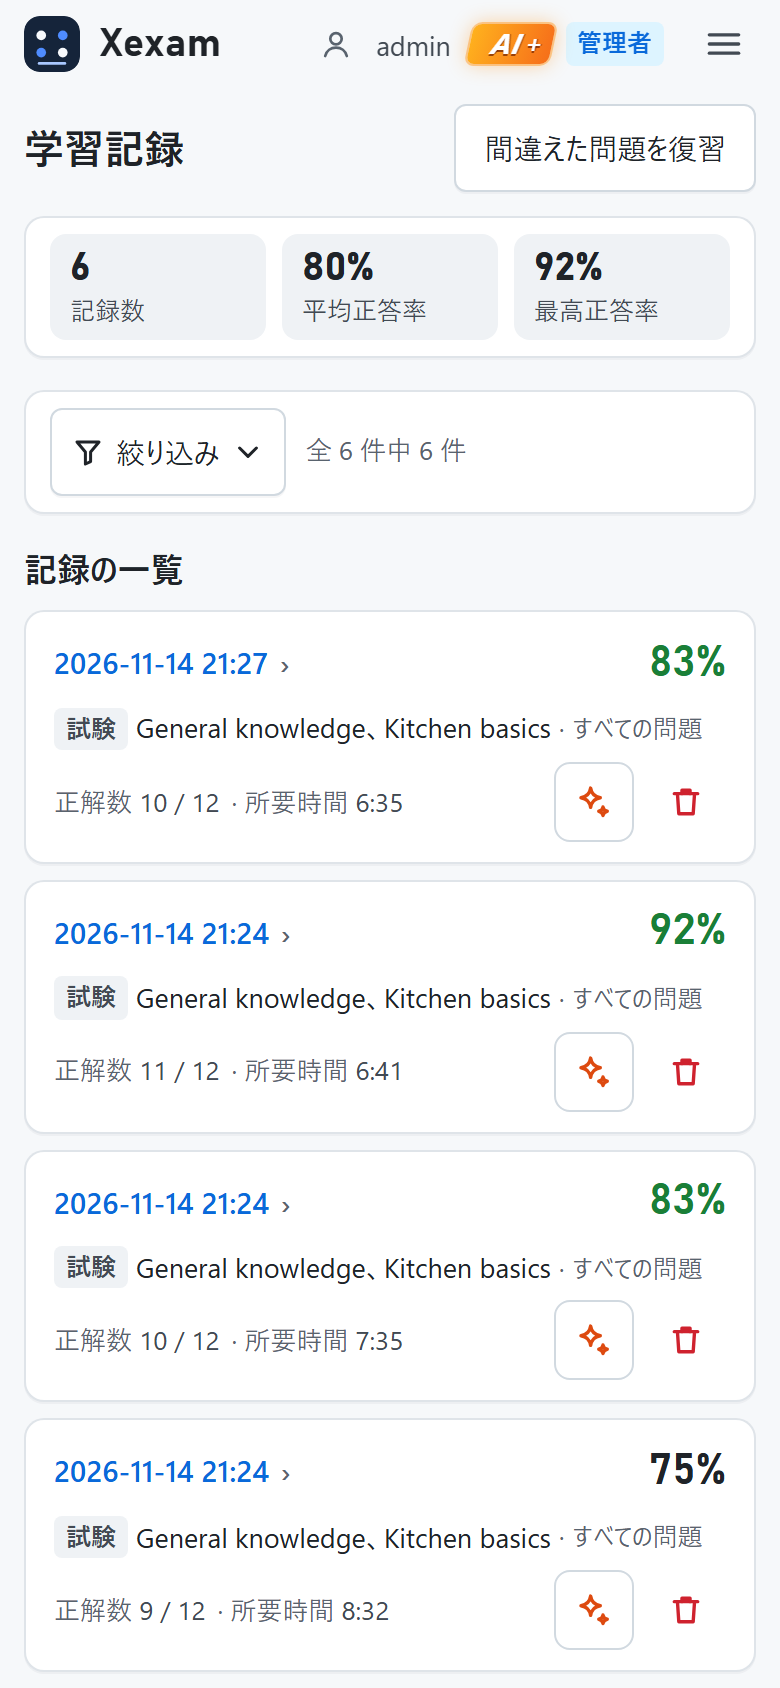 Xexam admin AI+ 管理者
学習記録 間違えた問題を復習
6 80% 92%
記録数 平均正答率 最高正答率
絞り込み 全 6 件中 6 件
記録の一覧
2026-11-14 21:27 › 83%
試験 General knowledge、Kitchen basics · すべての問題
正解数 10 / 12 · 所要時間 6:35
2026-11-14 21:24 › 92%
試験 General knowledge、Kitchen basics · すべての問題
正解数 11 / 12 · 所要時間 6:41
2026-11-14 21:24 › 83%
試験 General knowledge、Kitchen basics · すべての問題
正解数 10 / 12 · 所要時間 7:35
2026-11-14 21:24 › 75%
試験 General knowledge、Kitchen basics · すべての問題
正解数 9 / 12 · 所要時間 8:32